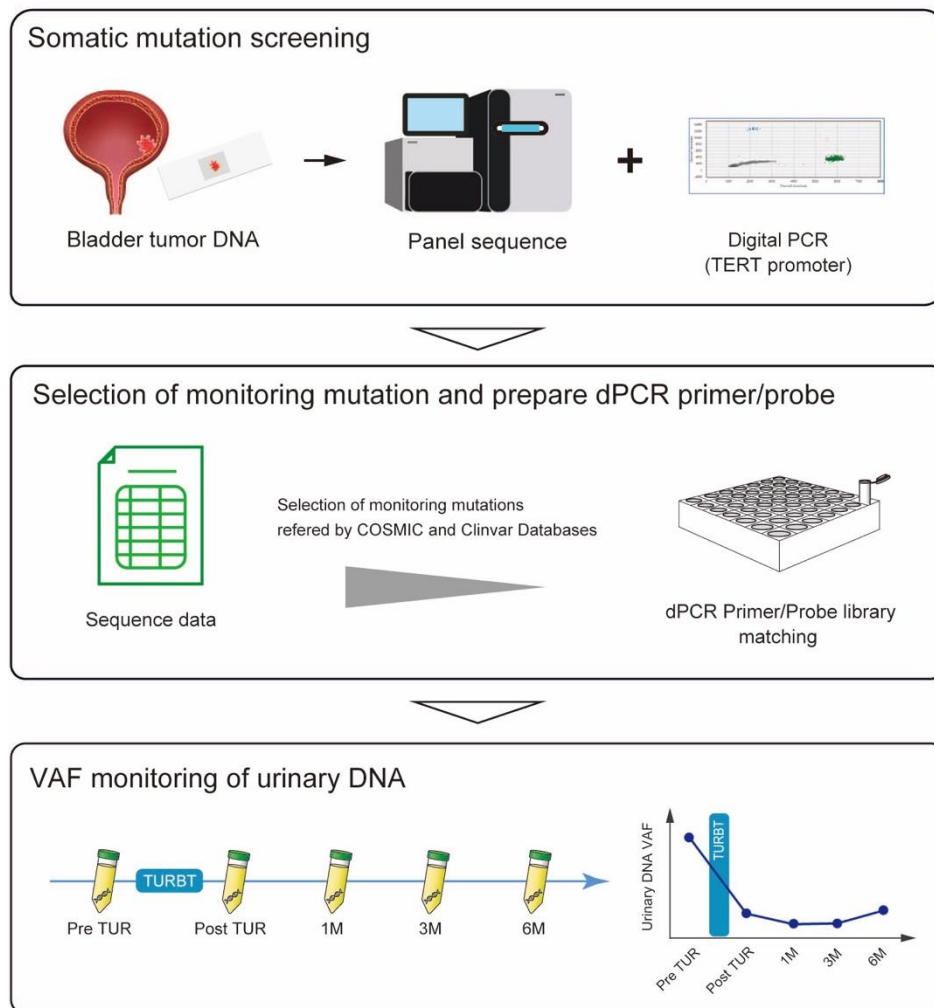 Somatic mutation screening
Bladder tumor DNA
Panel sequence
+
Digital PCR
(TERT promoter)
Selection of monitoring mutation and prepare dPCR primer/probe
Selection of monitoring mutations
refered by COSMIC and Clinvar Databases
Sequence data
dPCR Primer/Probe library
matching
VAF monitoring of urinary DNA
TURBT
Pre TUR
Post TUR
1M
3M
6M
Urinary DNA VAF
TURBT
Pre TUR
Post TUR
1M
3M
6M